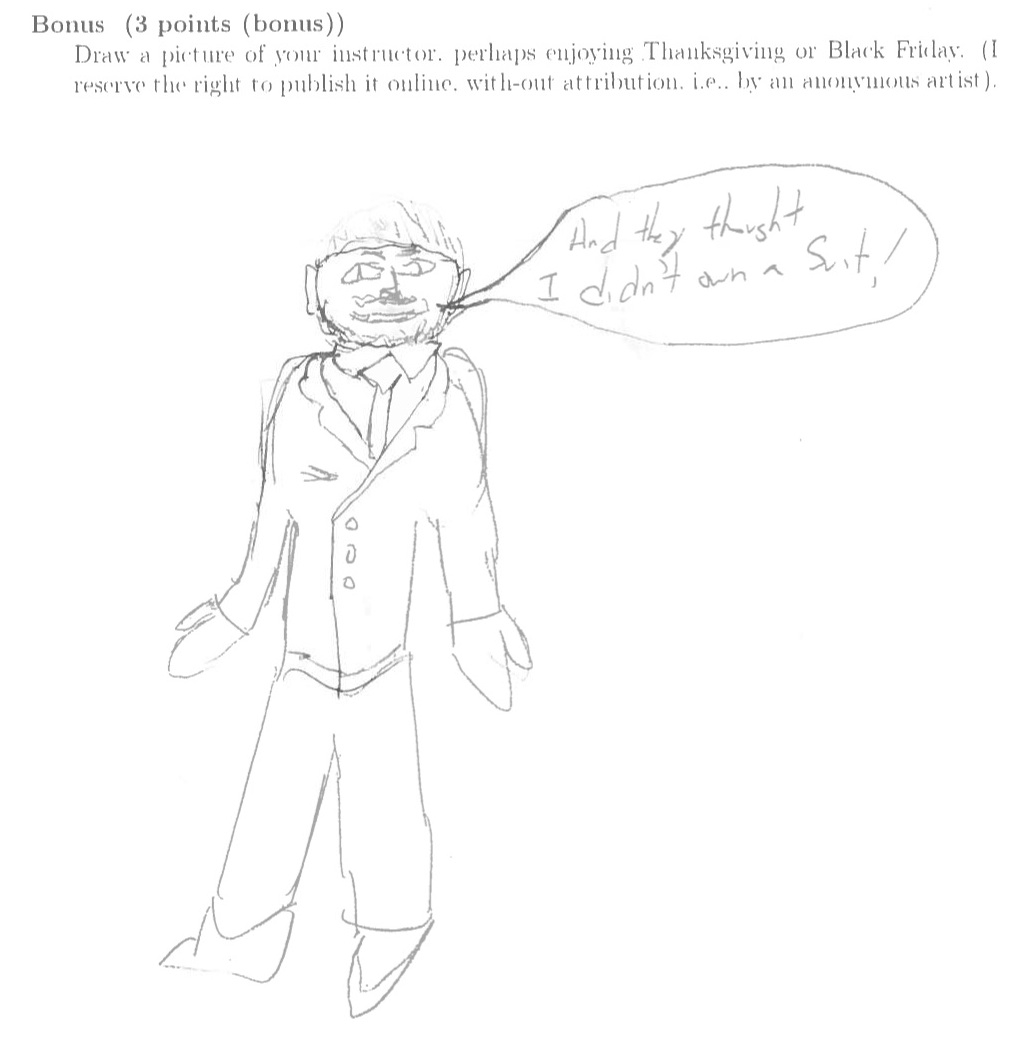 Bonus (3 points (bonus))
Draw a picture of your instructor, perhaps enjoying Thanksgiving or Black Friday. (I
reserve the right to publish it online, with-out attribution, i.e., by an anonymous artist).
And they thought
I didn't own a Suit,!